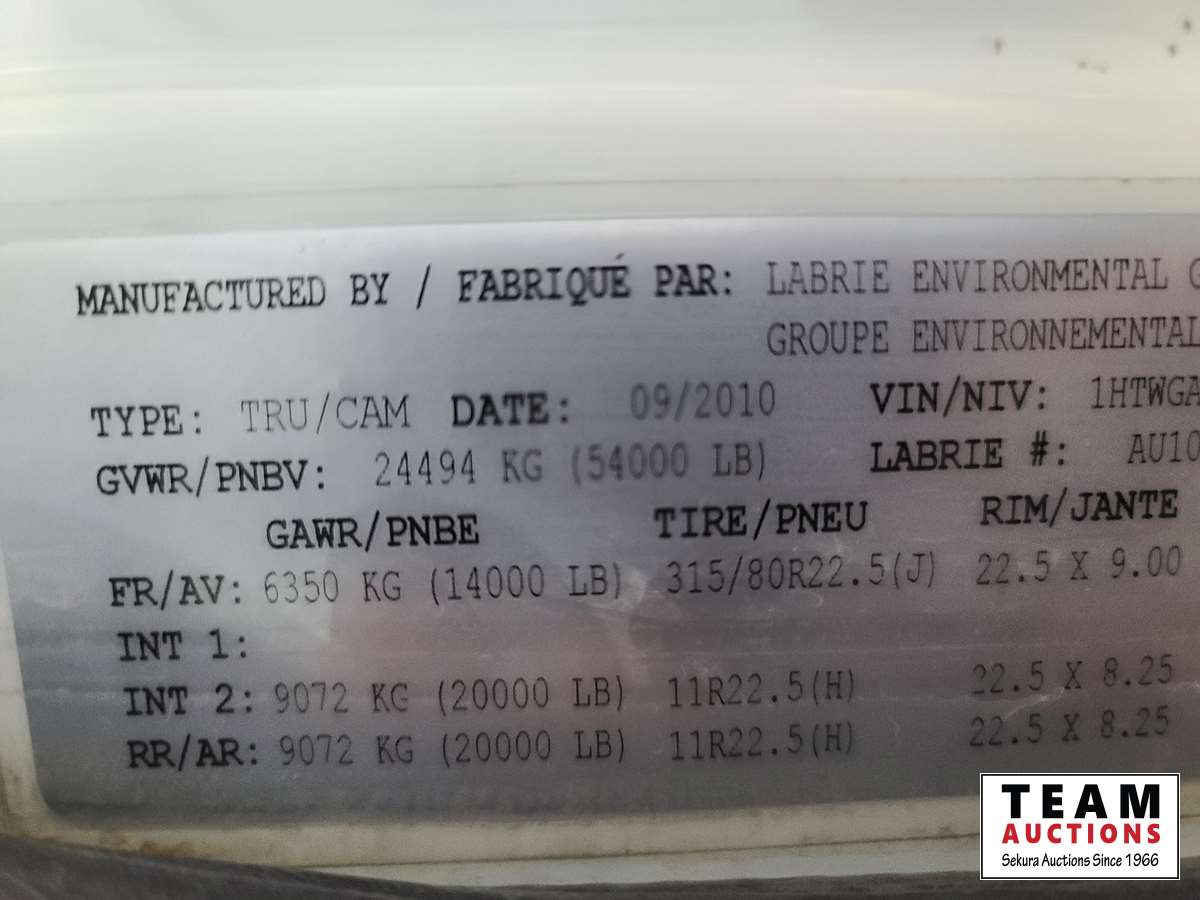 MANUFACTURED BY / FABRIQUÉ PAR: LABRIE ENVIRONMENTAL G
GROUPE ENVIRONNEMENTAL
TYPE: TRU/CAM DATE: 09/2010 VIN/NIV: 1HTWGA
GVWR/PNBV: 24494 KG (54000 LB) LABRIE #: AU10
GAWR/PNBE TIRE/PNEU RIM/JANTE
FR/AV: 6350 KG (14000 LB) 315/80R22.5(J) 22.5 X 9.00
INT 1:
INT 2: 9072 KG (20000 LB) 11R22.5(H) 22.5 X 8.25
RR/AR: 9072 KG (20000 LB) 11R22.5(H) 22.5 X 8.25
TEAM
AUCTIONS
Sekura Auctions Since 1966